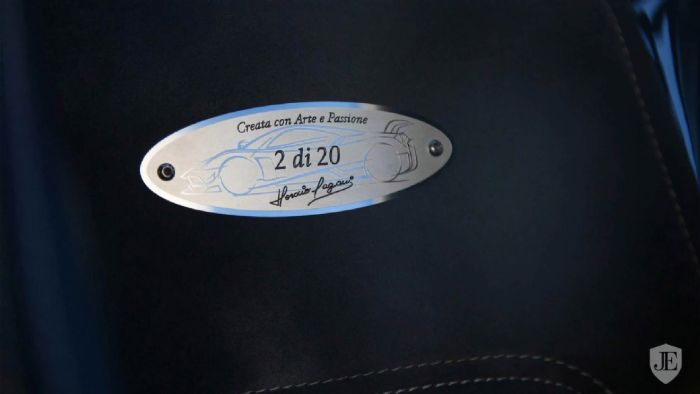 Creata con Arte e Passione
2 di 20
Horacio Pagani
JE